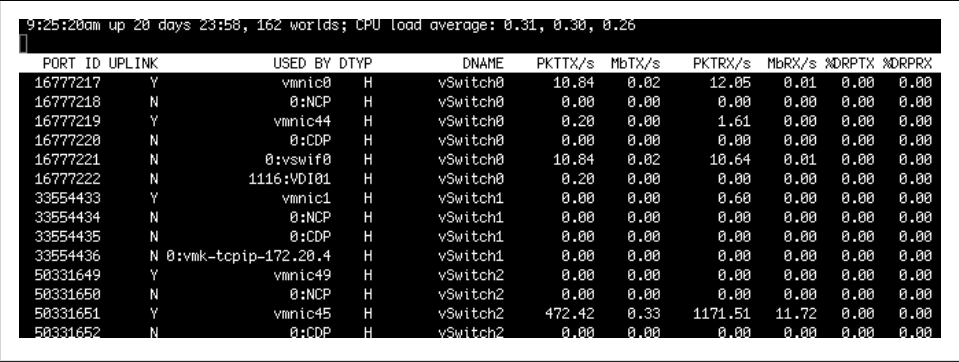 9:25:20am up 20 days 23:58, 162 worlds; CPU load average: 0.31, 0.30, 0.26
PORT ID UPLINK USED BY DTYP DNAME PKTTX/s MbTX/s PKTRX/s MbRX/s %DRPTX %DRPRX
16777217 Y vmnic0 H vSwitch0 10.84 0.02 12.05 0.01 0.00 0.00
16777218 N 0:NCP H vSwitch0 0.00 0.00 0.00 0.00 0.00 0.00
16777219 Y vmnic44 H vSwitch0 0.20 0.00 1.61 0.00 0.00 0.00
16777220 N 0:CDP H vSwitch0 0.00 0.00 0.00 0.00 0.00 0.00
16777221 N 0:vswif0 H vSwitch0 10.84 0.02 10.64 0.01 0.00 0.00
16777222 N 1116:VDI01 H vSwitch0 0.20 0.00 0.00 0.00 0.00 0.00
33554433 Y vmnic1 H vSwitch1 0.00 0.00 0.60 0.00 0.00 0.00
33554434 N 0:NCP H vSwitch1 0.00 0.00 0.00 0.00 0.00 0.00
33554435 N 0:CDP H vSwitch1 0.00 0.00 0.00 0.00 0.00 0.00
33554436 N 0:vmk-tcpip-172.20.4 H vSwitch1 0.00 0.00 0.00 0.00 0.00 0.00
50331649 Y vmnic49 H vSwitch2 0.00 0.00 0.00 0.00 0.00 0.00
50331650 N 0:NCP H vSwitch2 0.00 0.00 0.00 0.00 0.00 0.00
50331651 Y vmnic45 H vSwitch2 472.42 0.33 1171.51 11.72 0.00 0.00
50331652 N 0:CDP H vSwitch2 0.00 0.00 0.00 0.00 0.00 0.00